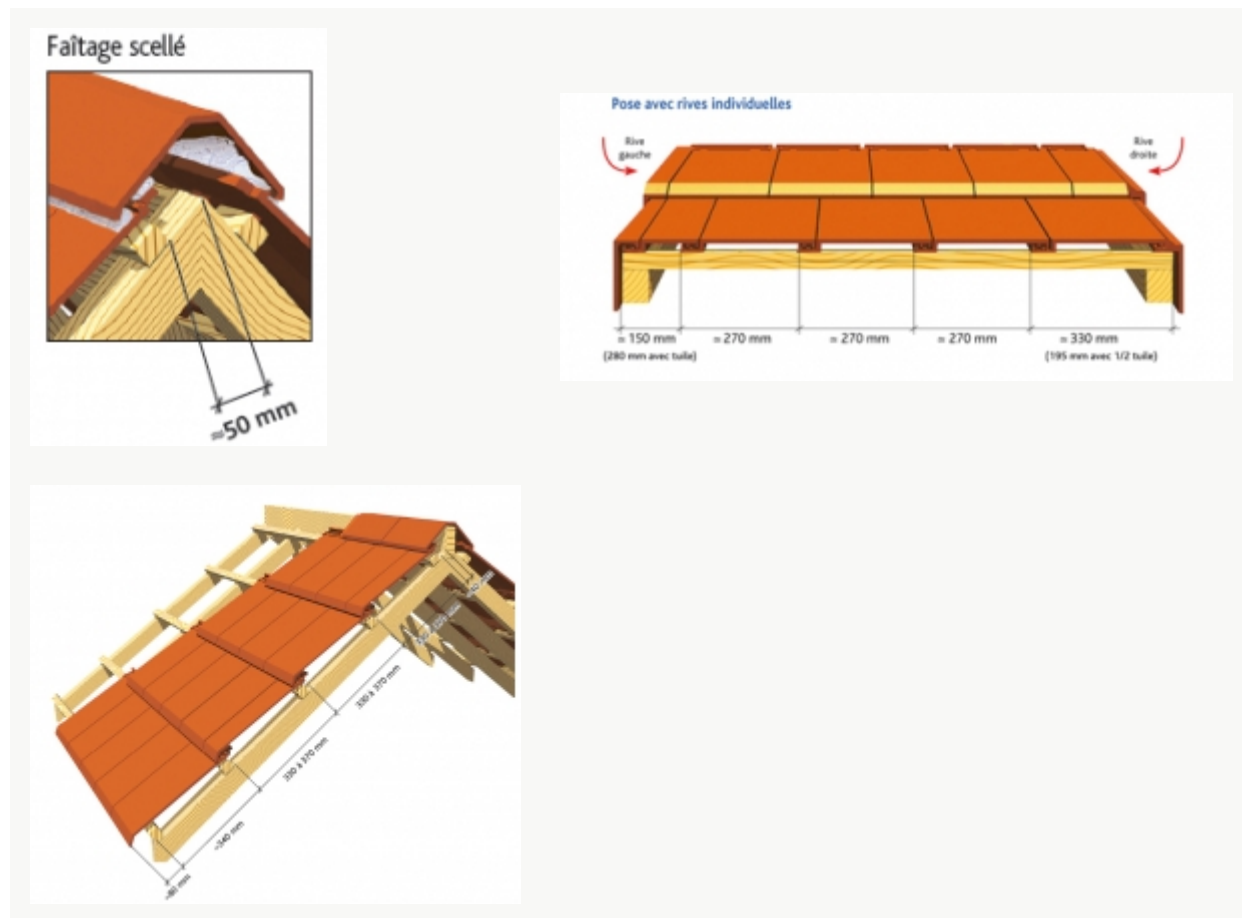 Faîtage scellé
≈50 mm
Pose avec rives individuelles
Rive
gauche
Rive
droite
≈ 150 mm
≈ 270 mm
≈ 270 mm
≈ 270 mm
≈ 330 mm
(280 mm avec tuile)
(195 mm avec 1/2 tuile)
330 à 370 mm
330 à 370 mm
≈340 mm